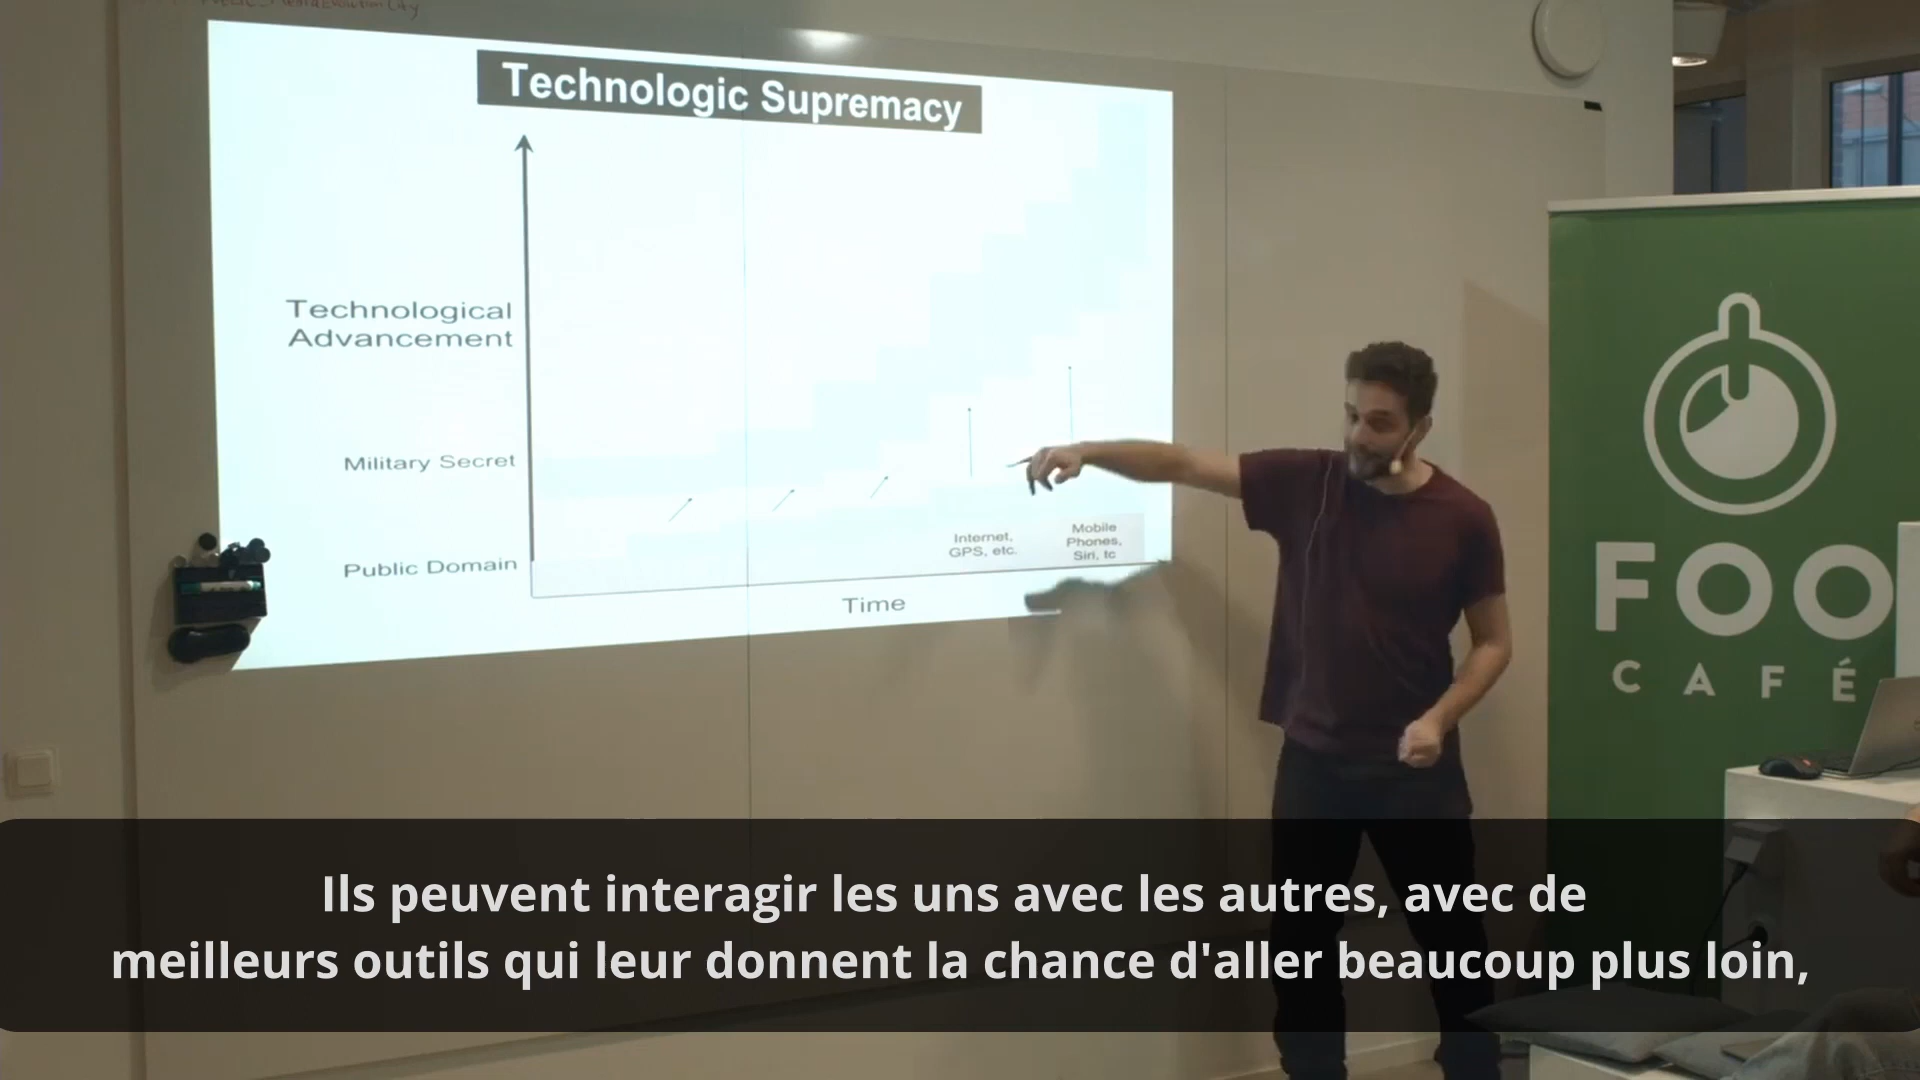 Technologic Supremacy
Technological
Advancement
Military Secret
Public Domain
Internet,
GPS, etc.
Mobile
Phones,
Siri, tc
Time
FOO
CAFÉ
Ils peuvent interagir les uns avec les autres, avec de
meilleurs outils qui leur donnent la chance d'aller beaucoup plus loin,